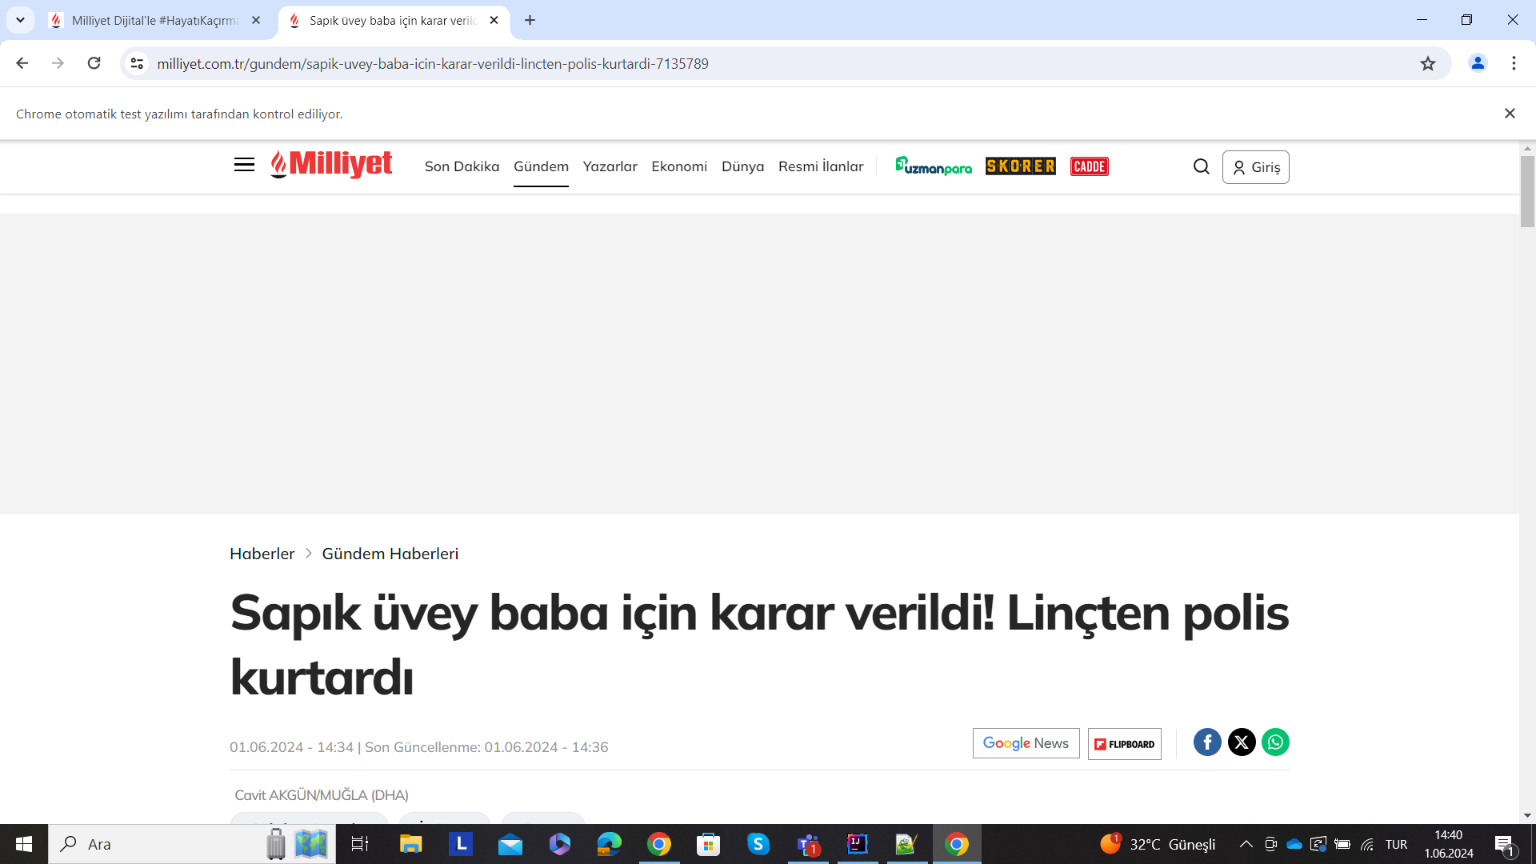 Milliyet Dijital'le #HayatıKaçırma
Sapık üvey baba için karar veril
milliyet.com.tr/gundem/sapik-uvey-baba-icin-karar-verildi-lincten-polis-kurtardi-7135789
Chrome otomatik test yazılımı tarafından kontrol ediliyor.
Milliyet Son Dakika Gündem Yazarlar Ekonomi Dünya Resmi İlanlar uzmanpara SKORER CADDE Giriş
Haberler > Gündem Haberleri
Sapık üvey baba için karar verildi! Linçten polis
kurtardı
01.06.2024 - 14:34 | Son Güncellenme: 01.06.2024 - 14:36
Google News FLIPBOARD
Cavit AKGÜN/MUĞLA (DHA)
Ara
32°C Güneşli
TUR
14:40
1.06.2024